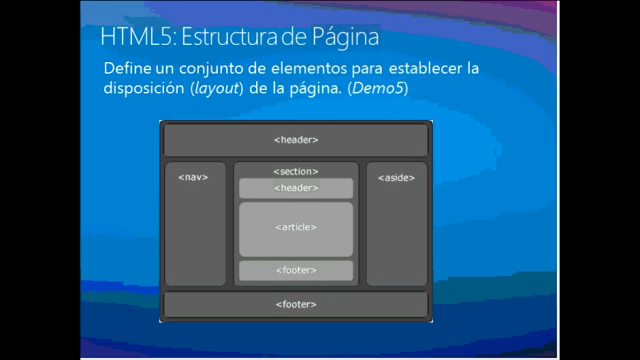 HTML5: Estructura de Página
Define un conjunto de elementos para establecer la
disposición (layout) de la página. (Demo5)
<header>
<nav>
<section>
<header>
<article>
<footer>
<aside>
<footer>